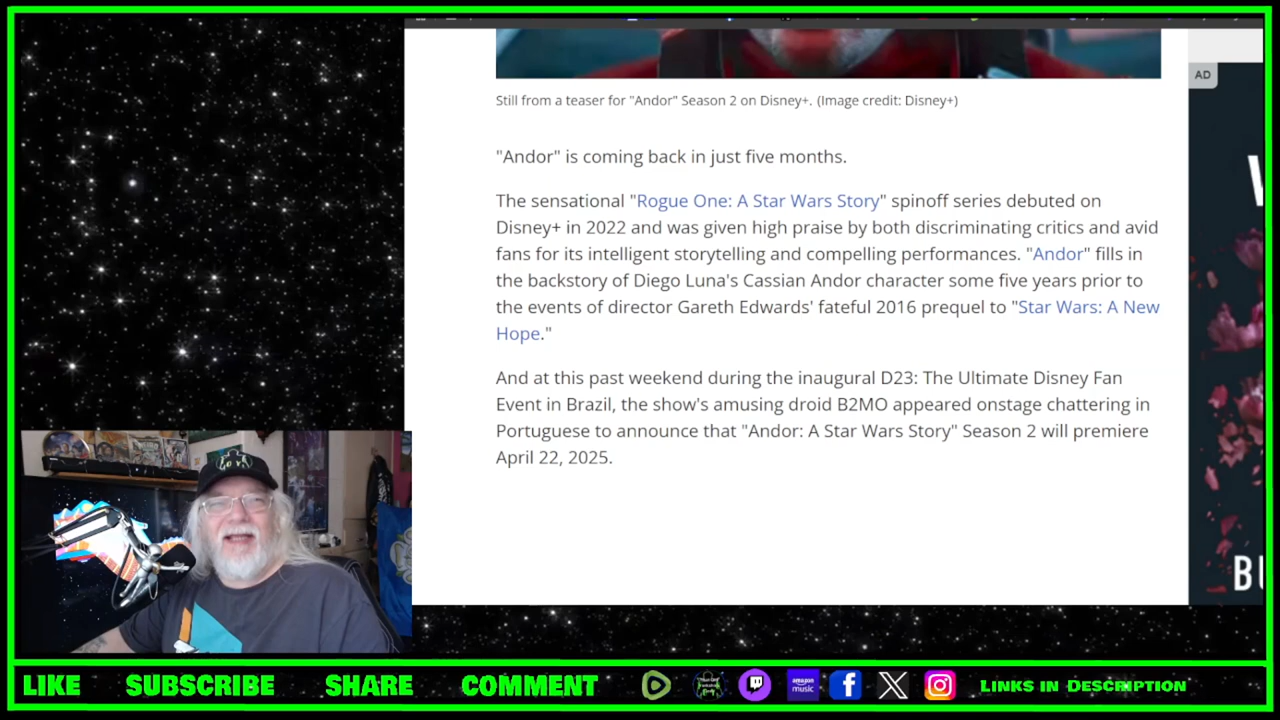 AD
Still from a teaser for "Andor" Season 2 on Disney+. (Image credit: Disney+)
"Andor" is coming back in just five months.
The sensational "Rogue One: A Star Wars Story" spinoff series debuted on
Disney+ in 2022 and was given high praise by both discriminating critics and avid
fans for its intelligent storytelling and compelling performances. "Andor" fills in
the backstory of Diego Luna's Cassian Andor character some five years prior to
the events of director Gareth Edwards' fateful 2016 prequel to "Star Wars: A New
Hope."
And at this past weekend during the inaugural D23: The Ultimate Disney Fan
Event in Brazil, the show's amusing droid B2MO appeared onstage chattering in
Portuguese to announce that "Andor: A Star Wars Story" Season 2 will premiere
April 22, 2025.
LIKE SUBSCRIBE SHARE COMMENT amazon music LINKS IN DESCRIPTION